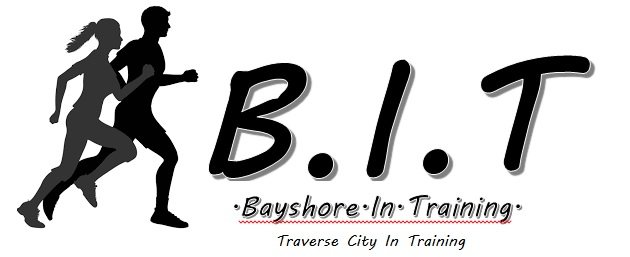 B.I.T
·Bayshore·In·Training·
Traverse City In Training